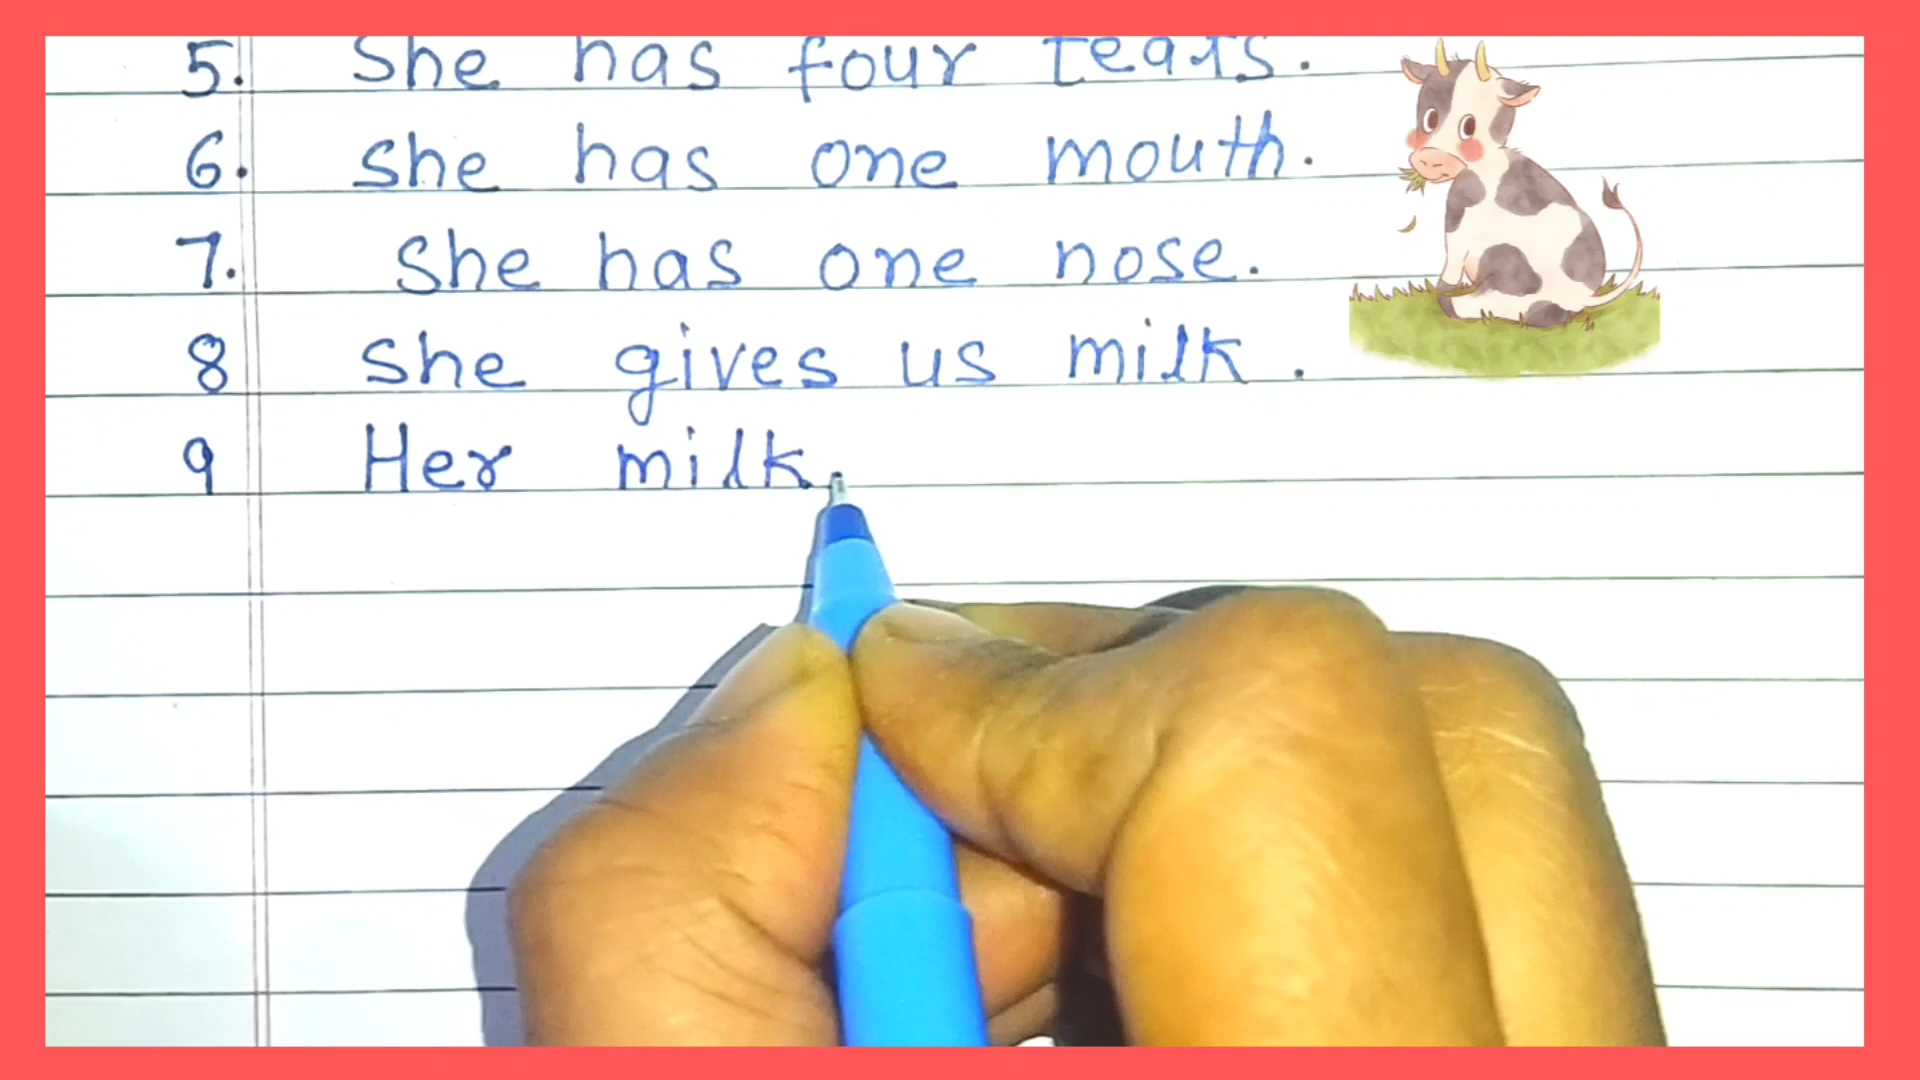 5. She has four teats.
6. She has one mouth.
7. She has one nose.
8 She gives us milk.
9 Her milk